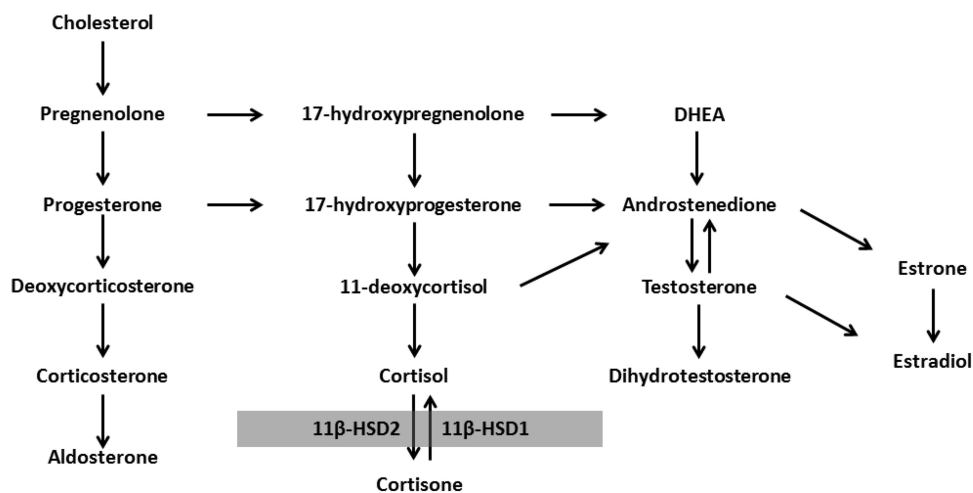 Cholesterol
Pregnenolone 17-hydroxypregnenolone DHEA
Progesterone 17-hydroxyprogesterone Androstenedione
Estrone
Deoxycorticosterone 11-deoxycortisol Testosterone
Estradiol
Corticosterone Cortisol Dihydrotestosterone
11β-HSD2 11β-HSD1
Aldosterone
Cortisone